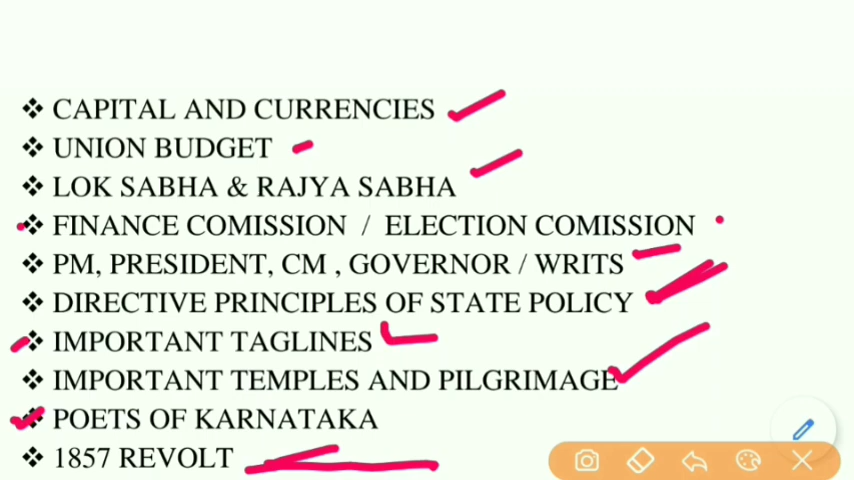 ❖ CAPITAL AND CURRENCIES
❖ UNION BUDGET
❖ LOK SABHA & RAJYA SABHA
❖ FINANCE COMISSION / ELECTION COMISSION
❖ PM, PRESIDENT, CM , GOVERNOR / WRITS
❖ DIRECTIVE PRINCIPLES OF STATE POLICY
❖ IMPORTANT TAGLINES
❖ IMPORTANT TEMPLES AND PILGRIMAGE
❖ POETS OF KARNATAKA
❖ 1857 REVOLT